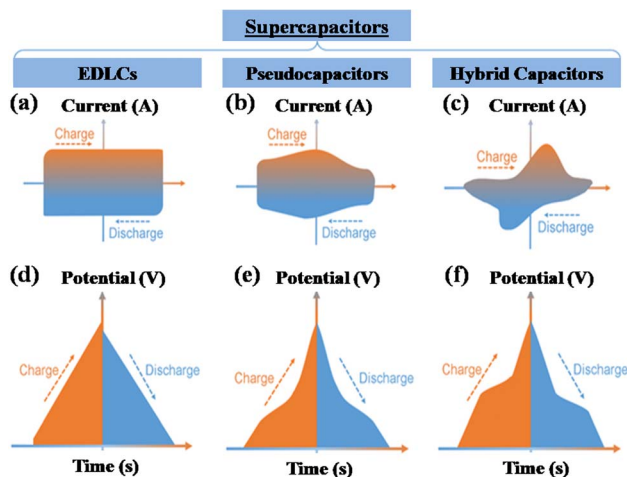 Supercapacitors
EDLCs
Pseudocapacitors
Hybrid Capacitors
(a)
Current (A)
Charge
Discharge
(b)
Current (A)
Charge
Discharge
(c)
Current (A)
Charge
Discharge
(d)
Potential (V)
Charge
Discharge
Time (s)
(e)
Potential (V)
Charge
Discharge
Time (s)
(f)
Potential (V)
Charge
Discharge
Time (s)